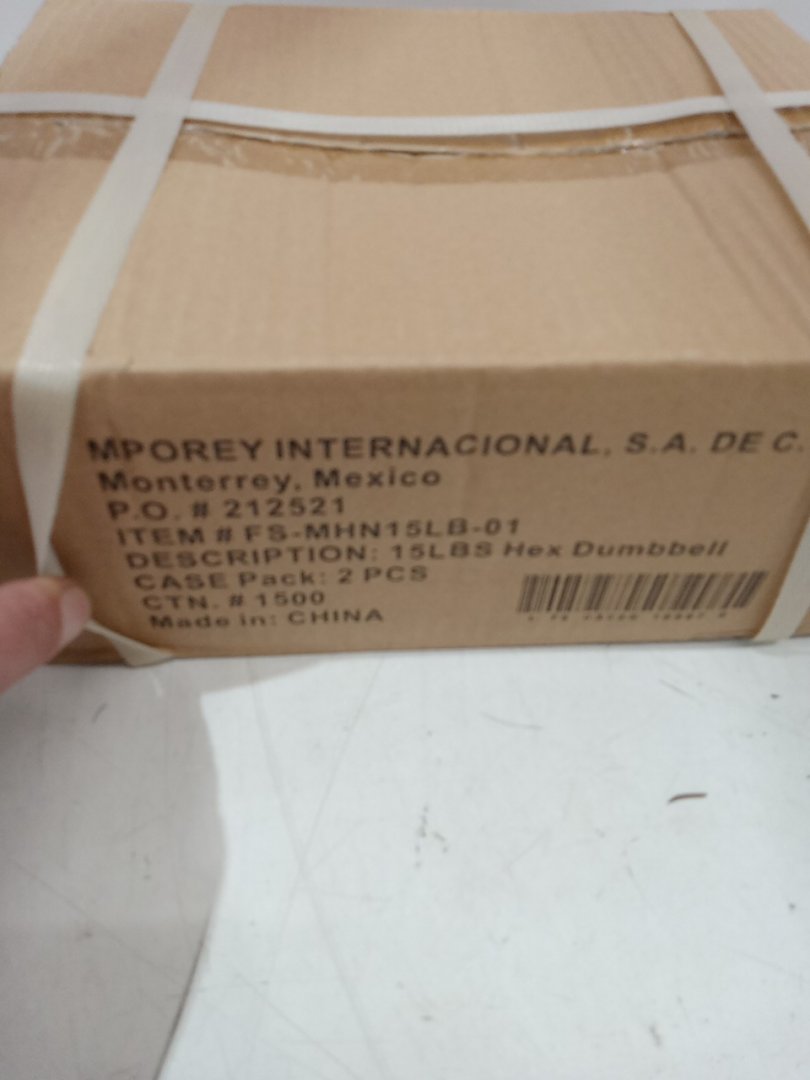 MPOREY INTERNACIONAL, S.A. DE C.
Monterrey, Mexico
P.O. # 212521
ITEM # FS-MHN15LB-01
DESCRIPTION: 15LBS Hex Dumbbell
CASE Pack: 2 PCS
CTN. # 1500
Made in: CHINA